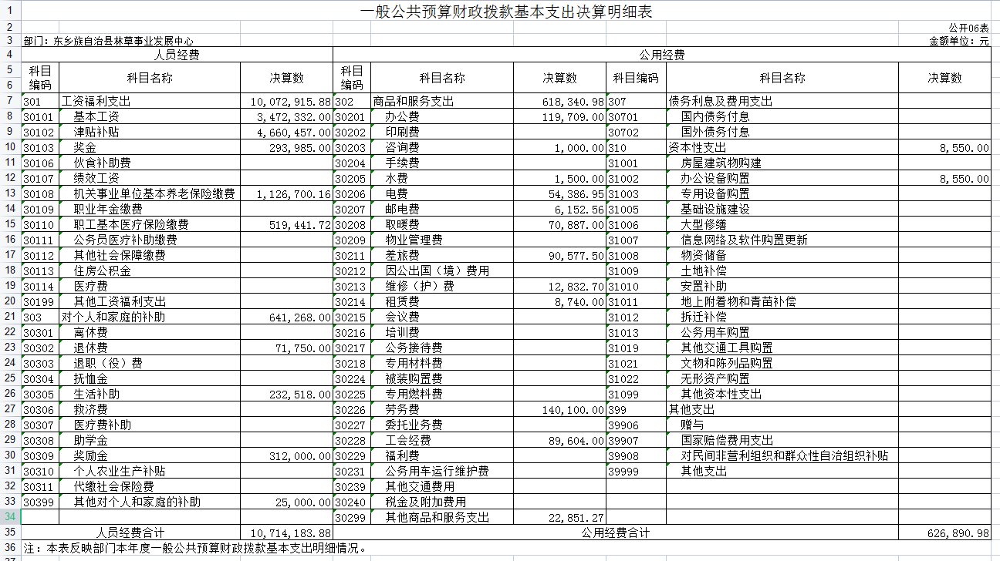 1 一般公共预算财政拨款基本支出决算明细表
2 公开06表
3 部门：东乡族自治县林草事业发展中心 金额单位：元
4 人员经费 公用经费
5 6 科目编码 科目名称 决算数 科目编码 科目名称 决算数 科目编码 科目名称 决算数
7 301 工资福利支出 10,072,915.88 302 商品和服务支出 618,340.98 307 债务利息及费用支出
8 30101 基本工资 3,472,332.00 30201 办公费 119,709.00 30701 国内债务付息
9 30102 津贴补贴 4,660,457.00 30202 印刷费 30702 国外债务付息
10 30103 奖金 293,985.00 30203 咨询费 1,000.00 310 资本性支出 8,550.00
11 30106 伙食补助费 30204 手续费 31001 房屋建筑物购建
12 30107 绩效工资 30205 水费 1,500.00 31002 办公设备购置 8,550.00
13 30108 机关事业单位基本养老保险缴费 1,126,700.16 30206 电费 54,386.95 31003 专用设备购置
14 30109 职业年金缴费 30207 邮电费 6,152.56 31005 基础设施建设
15 30110 职工基本医疗保险缴费 519,441.72 30208 取暖费 70,887.00 31006 大型修缮
16 30111 公务员医疗补助缴费 30209 物业管理费 31007 信息网络及软件购置更新
17 30112 其他社会保障缴费 30211 差旅费 90,577.50 31008 物资储备
18 30113 住房公积金 30212 因公出国（境）费用 31009 土地补偿
19 30114 医疗费 30213 维修（护）费 12,832.70 31010 安置补助
20 30199 其他工资福利支出 30214 租赁费 8,740.00 31011 地上附着物和青苗补偿
21 303 对个人和家庭的补助 641,268.00 30215 会议费 31012 拆迁补偿
22 30301 离休费 30216 培训费 31013 公务用车购置
23 30302 退休费 71,750.00 30217 公务接待费 31019 其他交通工具购置
24 30303 退职（役）费 30218 专用材料费 31021 文物和陈列品购置
25 30304 抚恤金 30224 被装购置费 31022 无形资产购置
26 30305 生活补助 232,518.00 30225 专用燃料费 31099 其他资本性支出
27 30306 救济费 30226 劳务费 140,100.00 399 其他支出
28 30307 医疗费补助 30227 委托业务费 39906 赠与
29 30308 助学金 30228 工会经费 89,604.00 39907 国家赔偿费用支出
30 30309 奖励金 312,000.00 30229 福利费 39908 对民间非营利组织和群众性自治组织补贴
31 30310 个人农业生产补贴 30231 公务用车运行维护费 39999 其他支出
32 30311 代缴社会保险费 30239 其他交通费用
33 30399 其他对个人和家庭的补助 25,000.00 30240 税金及附加费用
34 30299 其他商品和服务支出 22,851.27
35 人员经费合计 10,714,183.88 公用经费合计 626,890.98
36 注：本表反映部门本年度一般公共预算财政拨款基本支出明细情况。